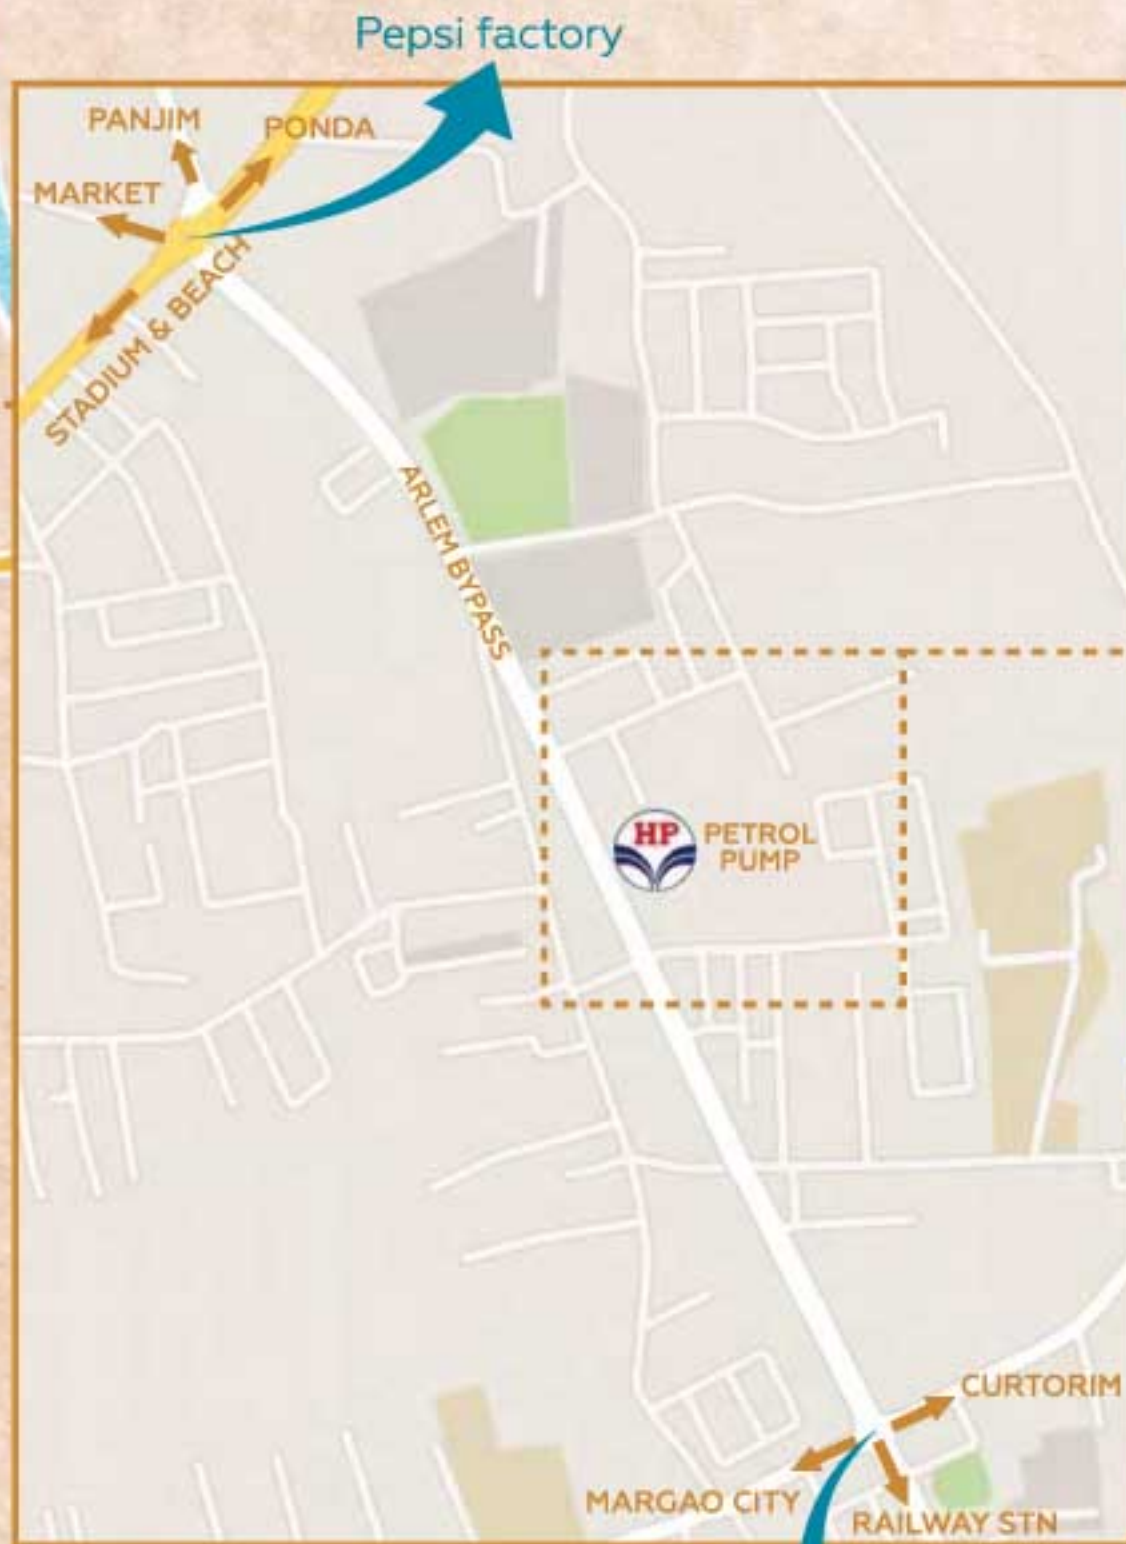 Pepsi factory
PANJIM
PONDA
MARKET
STADIUM & BEACH
ARLEM BYPASS
HP
PETROL
PUMP
CURTORIM
MARGAO CITY
RAILWAY STN